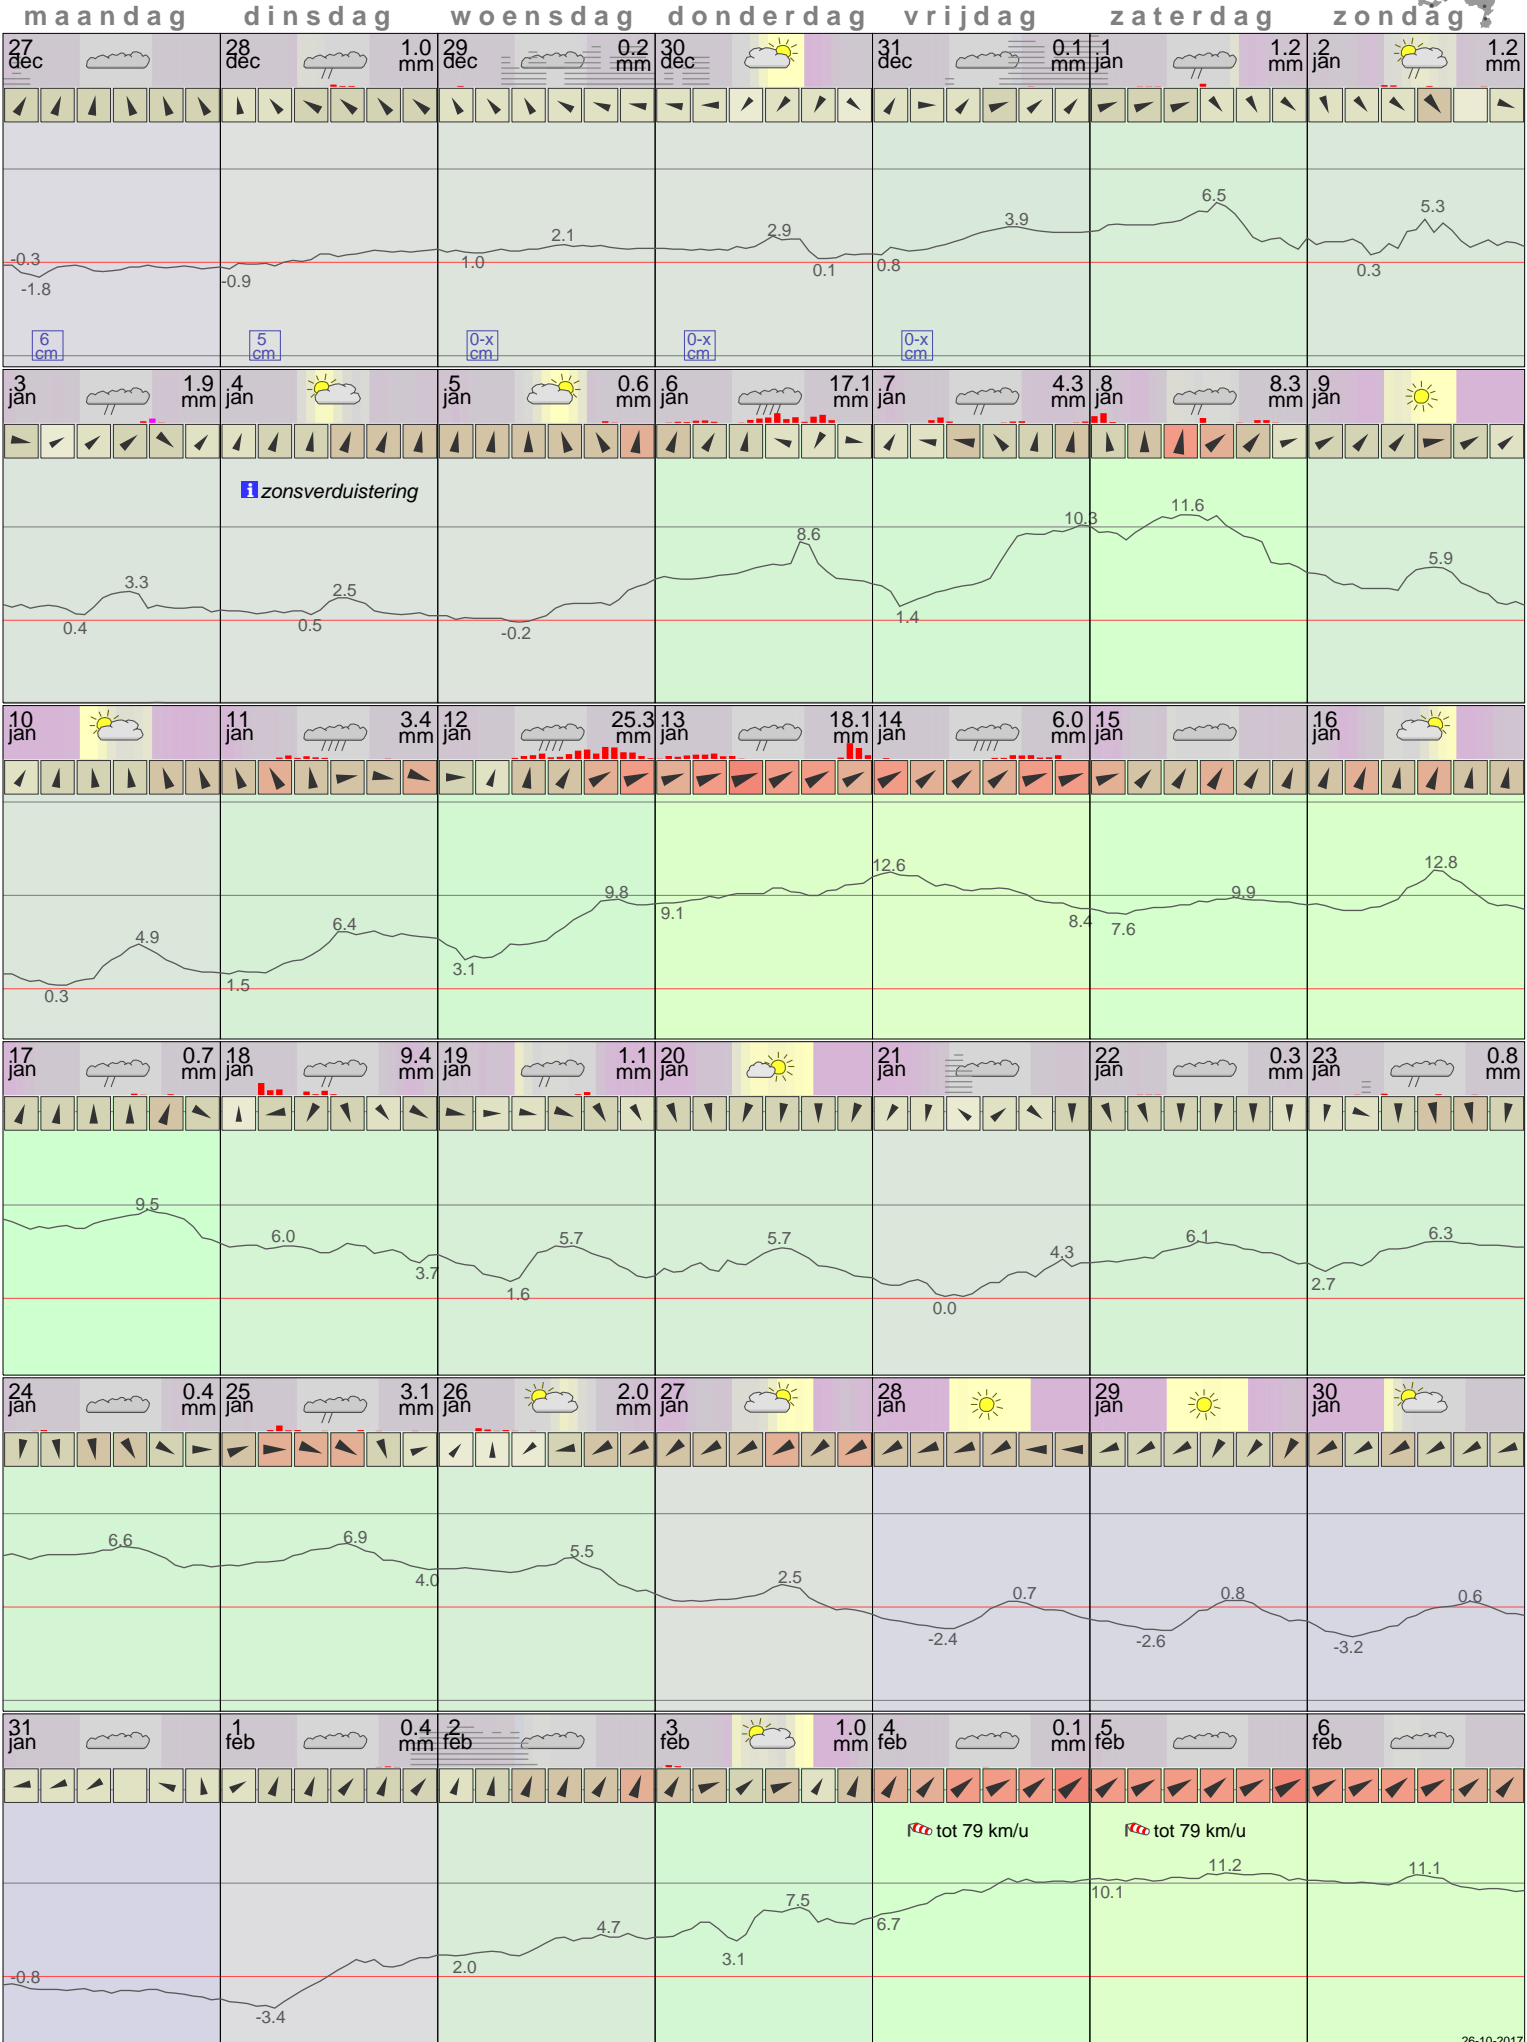 maandag dinsdag woensdag donderdag vrijdag zaterdag zondag
27 28 1.0 29 0.2 30 31 0.1 1 1.2 2 1.2
dec dec mm dec mm dec dec mm jan mm jan mm
6.5
5.3
3.9
2.9
2.1
-0.3 1.0 0.1 0.8 0.3
-1.8 -0.9
6 5 0-x 0-x 0-x
cm cm cm cm cm
3 1.9 4 5 0.6 6 17.1 7 4.3 8 8.3 9
jan mm jan jan mm jan mm jan mm jan mm jan
i zonsverduistering
10.3 11.6
8.6
5.9
3.3 2.5
0.4 0.5 -0.2 1.4
10 11 3.4 12 25.3 13 18.1 14 6.0 15 16
jan jan mm jan mm jan mm jan mm jan jan
12.6 12.8
9.8 9.9
9.1 8.4 7.6
6.4
4.9
3.1
0.3 1.5
17 0.7 18 9.4 19 1.1 20 21 22 0.3 23 0.8
jan mm jan mm jan mm jan jan jan mm jan mm
9.5
6.0 5.7 5.7 6.1 6.3
4.3
3.7 1.6 0.0 2.7
24 0.4 25 3.1 26 2.0 27 28 29 30
jan mm jan mm jan mm jan jan jan jan
6.6 6.9
5.5
4.0 2.5
0.7 0.8 0.6
-2.4 -2.6 -3.2
31 1 0.4 2 3 1.0 4 0.1 5 6
jan feb mm feb feb mm feb mm feb feb
tot 79 km/u tot 79 km/u
11.2 11.1
10.1
7.5
6.7
4.7
3.1
2.0
-0.8
-3.4
26-10-2017